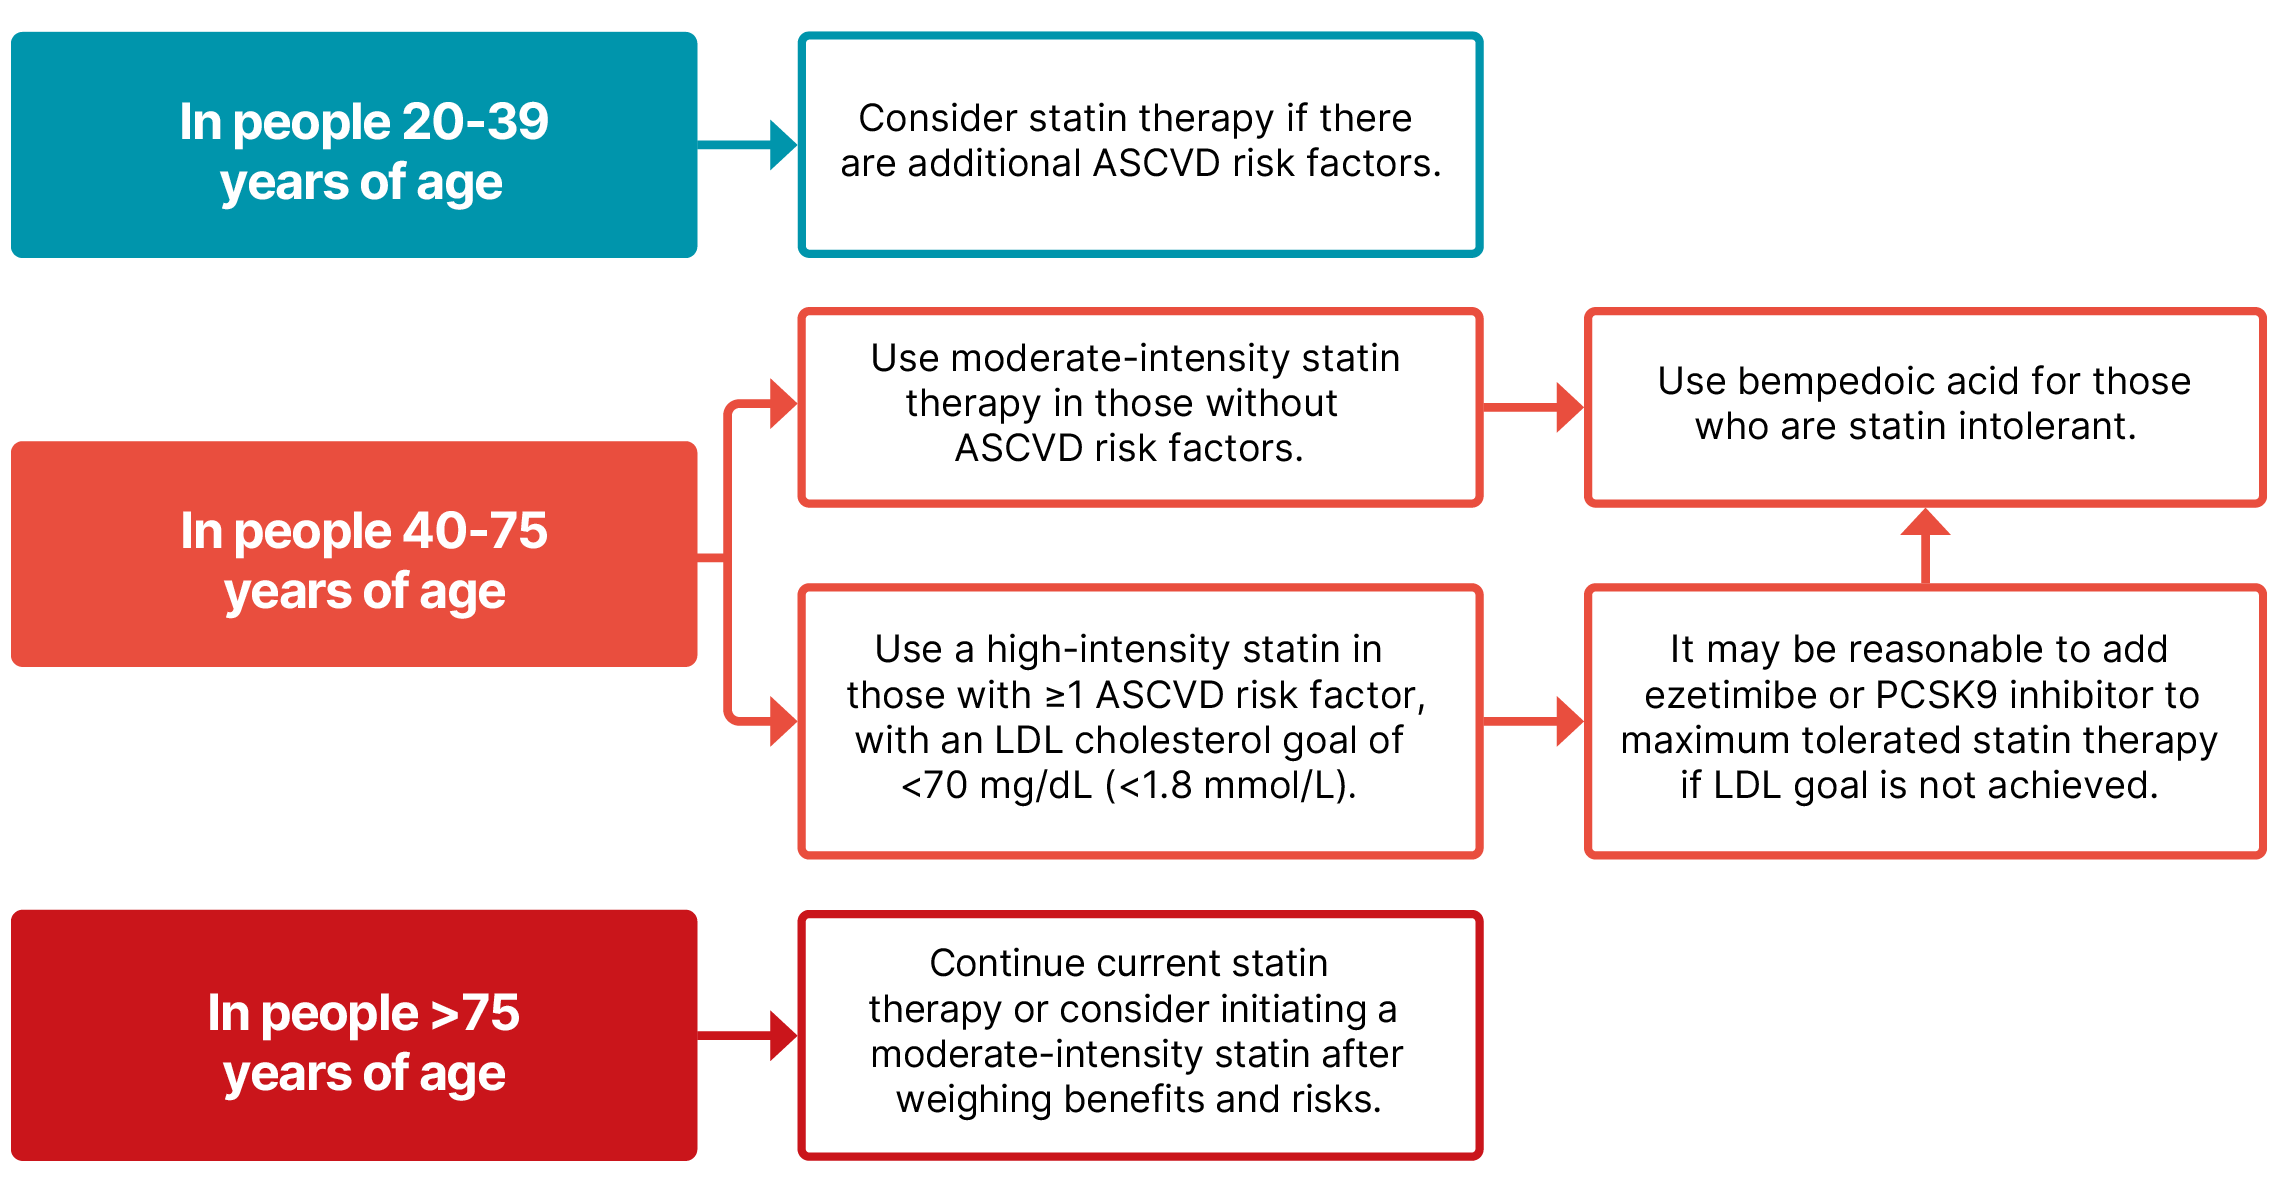 In people 20-39
years of age
Consider statin therapy if there
are additional ASCVD risk factors.
In people 40-75
years of age
Use moderate-intensity statin
therapy in those without
ASCVD risk factors.
Use bempedoic acid for those
who are statin intolerant.
Use a high-intensity statin in
those with ≥1 ASCVD risk factor,
with an LDL cholesterol goal of
<70 mg/dL (<1.8 mmol/L).
It may be reasonable to add
ezetimibe or PCSK9 inhibitor to
maximum tolerated statin therapy
if LDL goal is not achieved.
In people >75
years of age
Continue current statin
therapy or consider initiating a
moderate-intensity statin after
weighing benefits and risks.